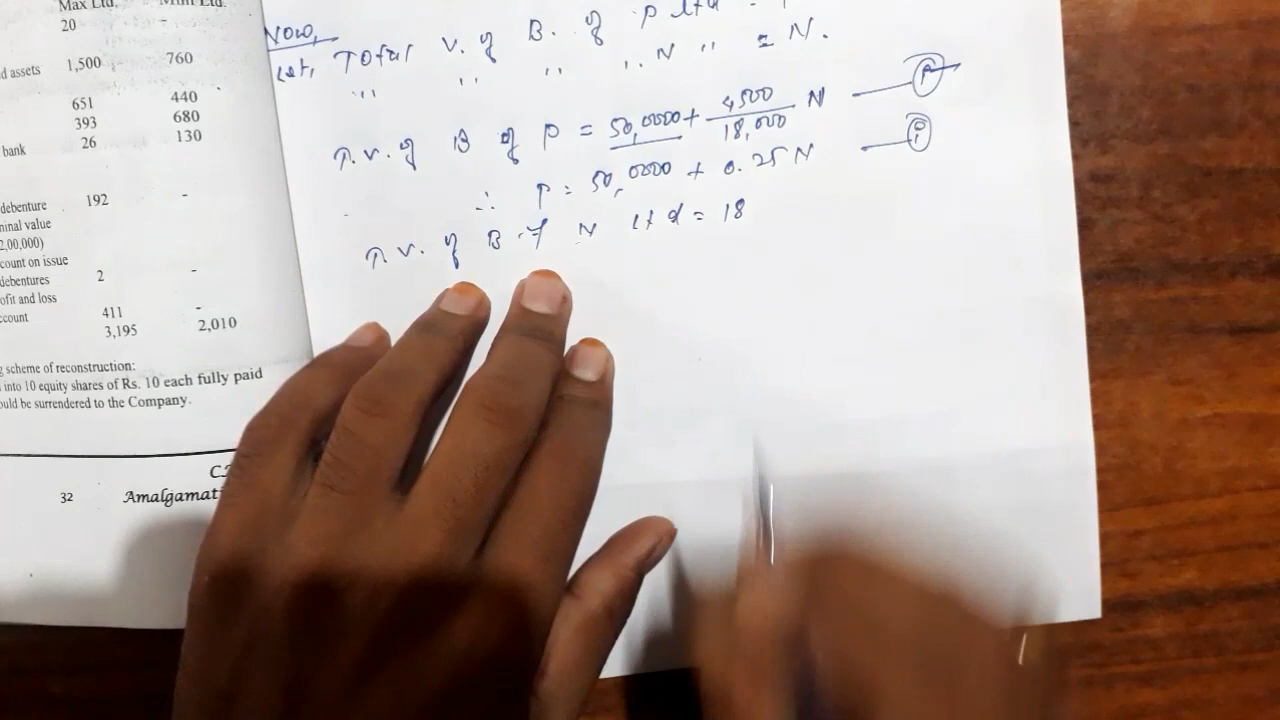 Max Ltd.
20 -
d assets 1,500 760
651 440
393 680
bank 26 130
debenture 192 -
ninal value
2,00,000)
count on issue
debentures 2 -
ofit and loss
ccount 411 -
3,195 2,010
g scheme of reconstruction:
into 10 equity shares of Rs. 10 each fully paid
ould be surrendered to the Company.
32 Amalgamati
Now,
Let, Total V. of B. of P Ltd
" " " " N " = N.
T.V. of B of P = 50,0000 + 4500/18,000 N
∴ P = 50,0000 + 0.25 N
T.V. of B of N Ltd = 18